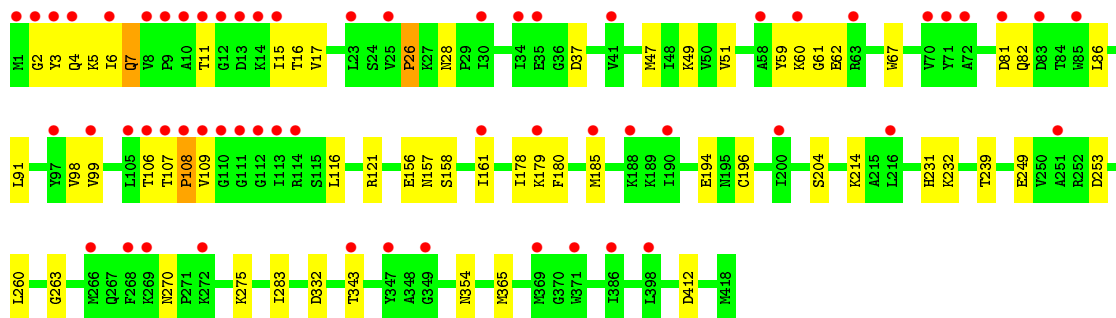 M1 G2 Y3 Q4 K5 I6 Q7 V8 P9 A10 T11 G12 D13 K14 I15 T16 V17 L23 S24 V25 P26 K27 N28 P29 I30 I34 E35 G36 D37 V41 M47 I48 K49 V50 V51 A58 Y59 K60 G61 E62 R63 W67 V70 Y71 A72 D81 Q82 D83 T84 W85 L86
L91 Y97 V98 V99 L105 T106 T107 P108 V109 G110 G111 G112 I113 R114 S115 L116 R121 E156 N157 S158 I161 I178 K179 F180 M185 K188 K189 I190 E194 N195 C196 I200 S204 K214 A215 L216 H231 K232 T239 E249 V250 A251 R252 D253
L260 G263 M266 Q267 F268 K269 N270 P271 K272 K275 I283 D332 T343 Y347 A348 G349 N354 M365 M369 G370 W371 I386 L398 D412 M418